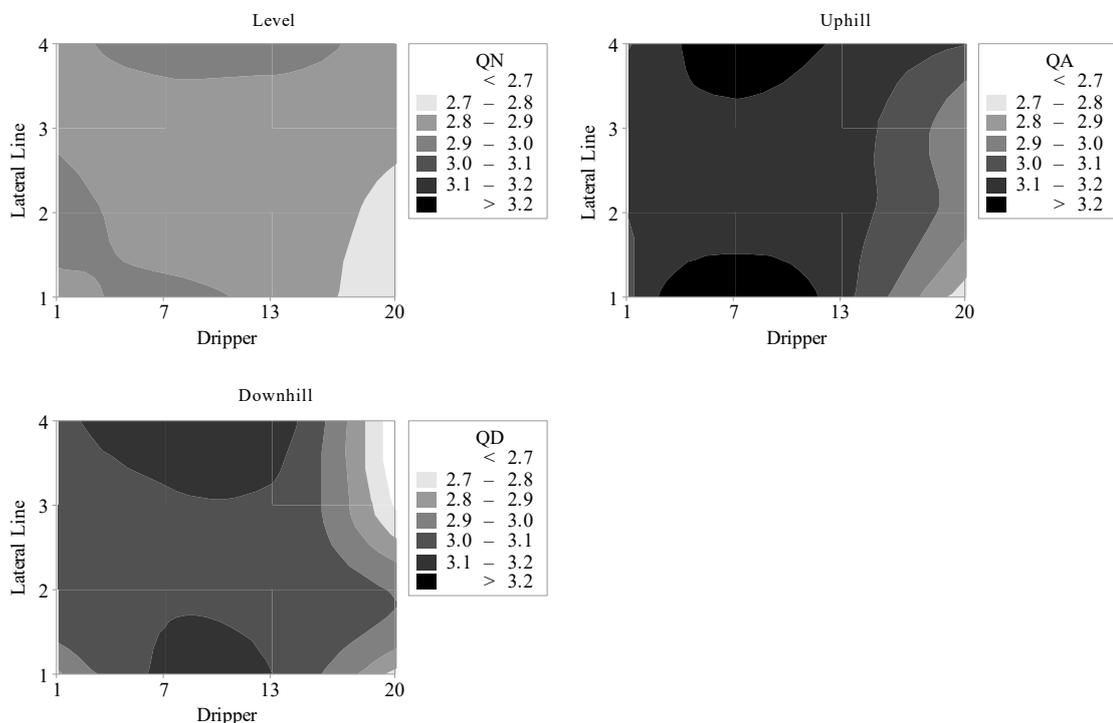 Level
4
3
2
1
Lateral Line
1 7 13 20
Dripper
QN
< 2.7
2.7 – 2.8
2.8 – 2.9
2.9 – 3.0
3.0 – 3.1
3.1 – 3.2
> 3.2
Uphill
4
3
2
1
Lateral Line
1 7 13 20
Dripper
QA
< 2.7
2.7 – 2.8
2.8 – 2.9
2.9 – 3.0
3.0 – 3.1
3.1 – 3.2
> 3.2
Downhill
4
3
2
1
Lateral Line
1 7 13 20
Dripper
QD
< 2.7
2.7 – 2.8
2.8 – 2.9
2.9 – 3.0
3.0 – 3.1
3.1 – 3.2
> 3.2